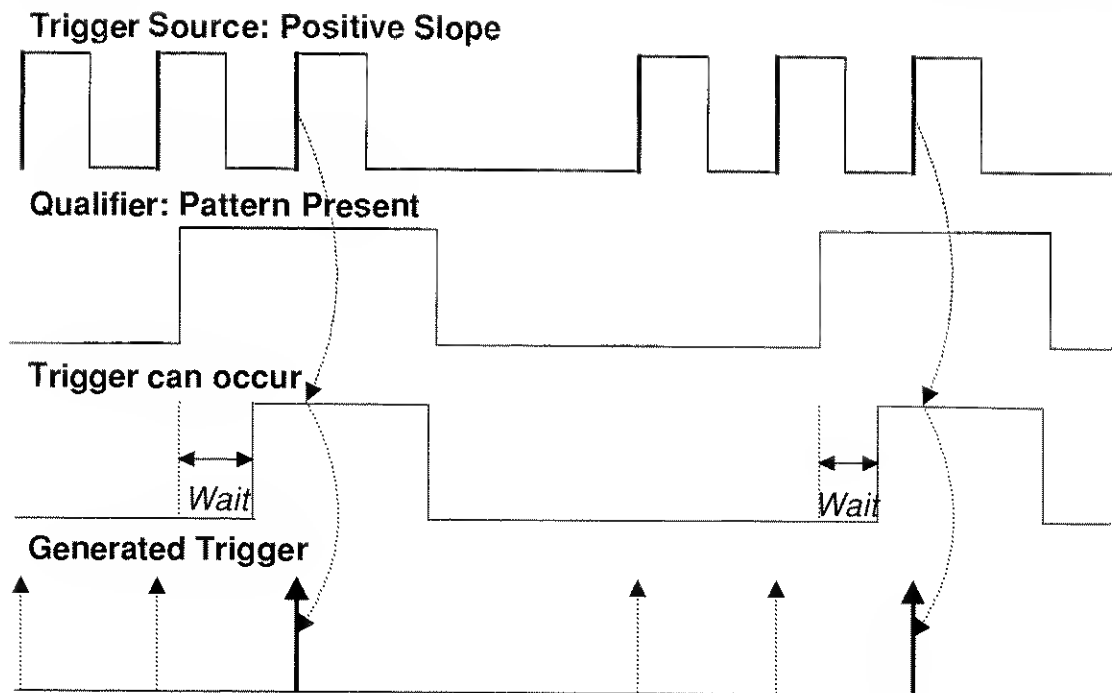 Trigger Source: Positive Slope
Qualifier: Pattern Present
Trigger can occur
Wait
Wait
Generated Trigger